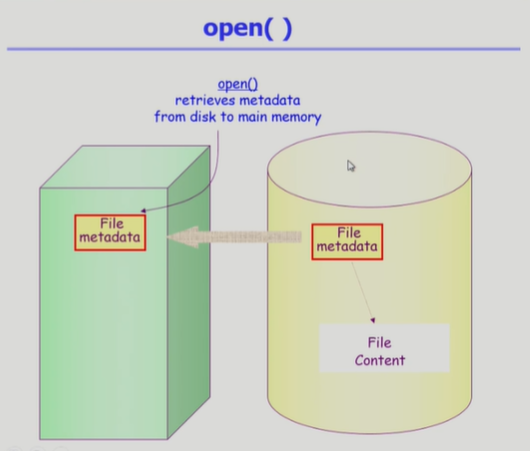 open( )
open()
retrieves metadata
from disk to main memory
File
metadata
File
metadata
File
Content